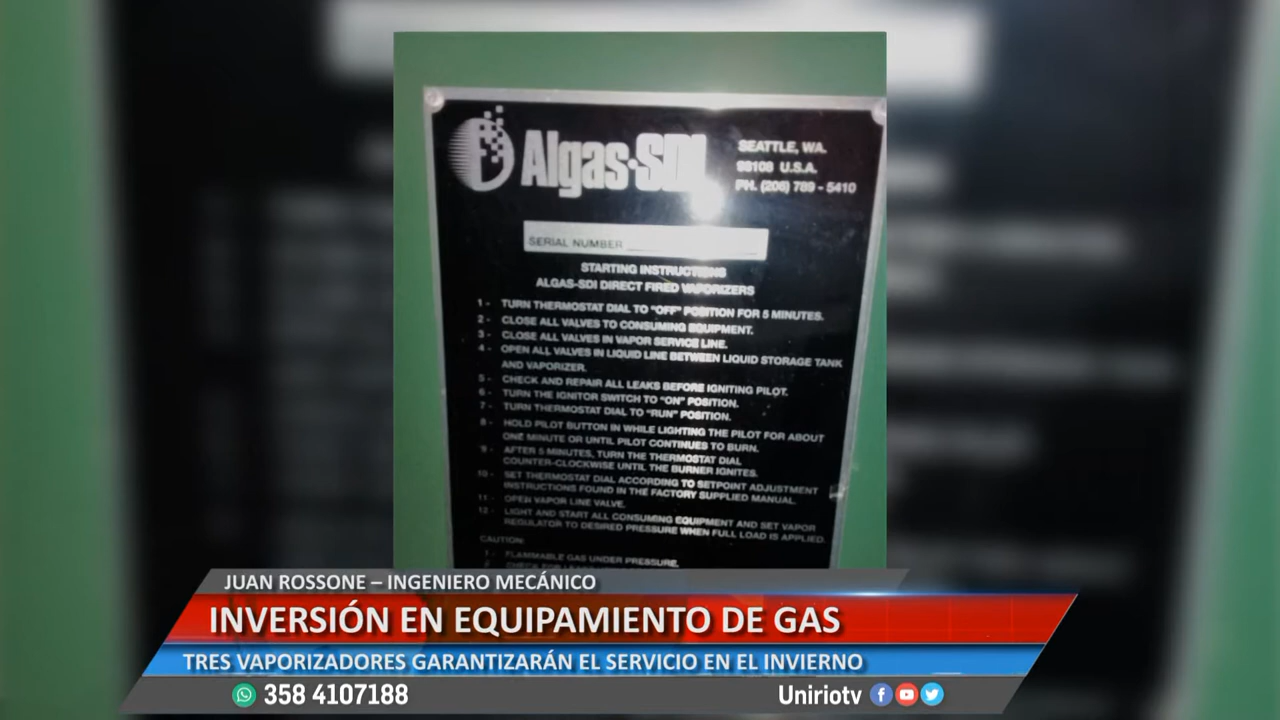 Algas·SDI
SEATTLE, WA.
98108 U.S.A.
PH. (206) 789 - 5410
SERIAL NUMBER
STARTING INSTRUCTIONS
ALGAS-SDI DIRECT FIRED VAPORIZERS
1 - TURN THERMOSTAT DIAL TO "OFF" POSITION FOR 5 MINUTES.
2 - CLOSE ALL VALVES TO CONSUMING EQUIPMENT.
3 - CLOSE ALL VALVES IN VAPOR SERVICE LINE.
4 - OPEN ALL VALVES IN LIQUID LINE BETWEEN LIQUID STORAGE TANK
AND VAPORIZER.
5 - CHECK AND REPAIR ALL LEAKS BEFORE IGNITING PILOT.
6 - TURN THE IGNITOR SWITCH TO "ON" POSITION.
7 - TURN THERMOSTAT DIAL TO "RUN" POSITION.
8 - HOLD PILOT BUTTON IN WHILE LIGHTING THE PILOT FOR ABOUT
ONE MINUTE OR UNTIL PILOT CONTINUES TO BURN.
9 - AFTER 5 MINUTES, TURN THE THERMOSTAT DIAL
COUNTER-CLOCKWISE UNTIL THE BURNER IGNITES.
10 - SET THERMOSTAT DIAL ACCORDING TO SETPOINT ADJUSTMENT
INSTRUCTIONS FOUND IN THE FACTORY SUPPLIED MANUAL.
11 - OPEN VAPOR LINE VALVE.
12 - LIGHT AND START ALL CONSUMING EQUIPMENT AND SET VAPOR
REGULATOR TO DESIRED PRESSURE WHEN FULL LOAD IS APPLIED.
CAUTION:
1 - FLAMMABLE GAS UNDER PRESSURE.
JUAN ROSSONE – INGENIERO MECÁNICO
INVERSIÓN EN EQUIPAMIENTO DE GAS
TRES VAPORIZADORES GARANTIZARÁN EL SERVICIO EN EL INVIERNO
358 4107188
Uniriotv